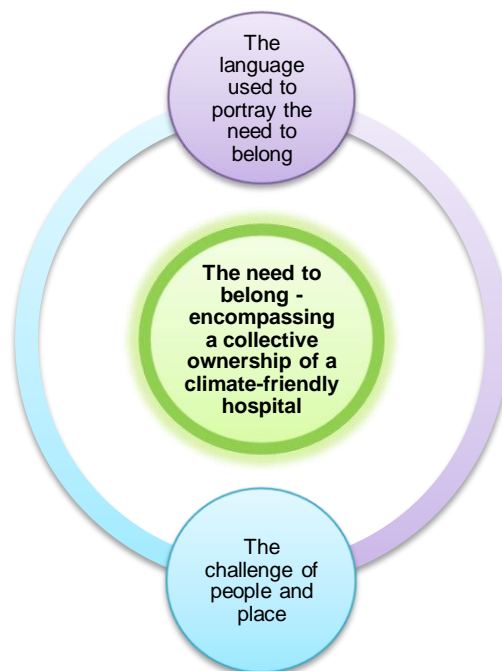 The
language
used to
portray the
need to
belong
The need to
belong -
encompassing
a collective
ownership of a
climate-friendly
hospital
The
challenge of
people and
place